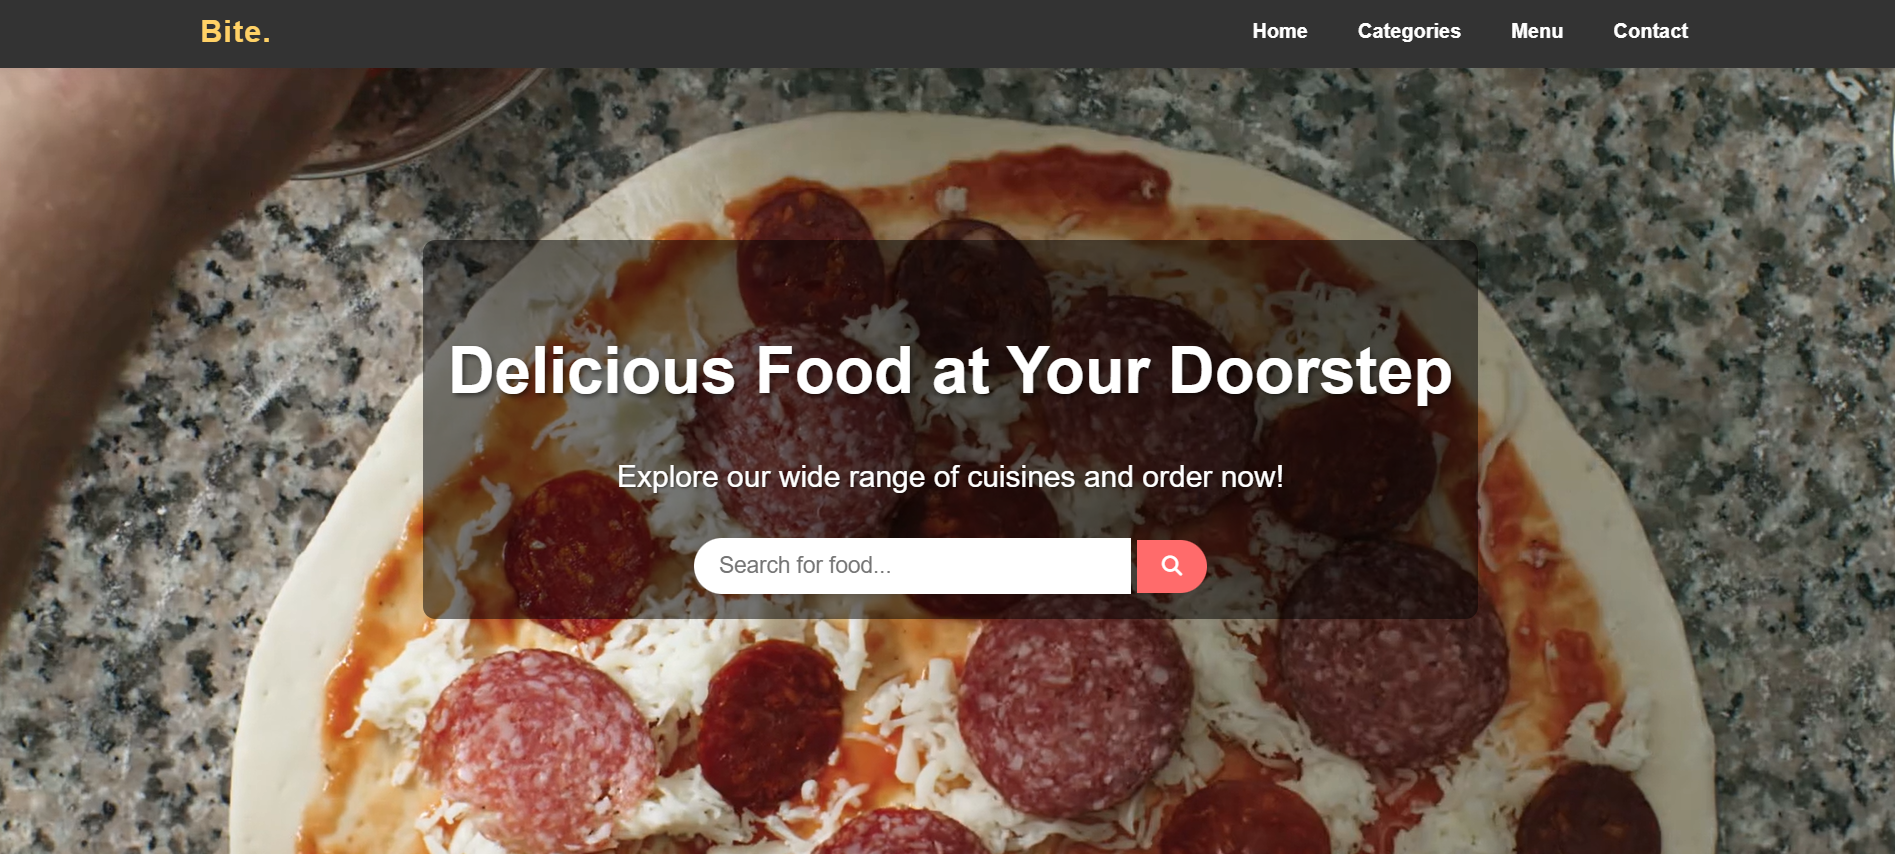 Bite.
Home Categories Menu Contact
Delicious Food at Your Doorstep
Explore our wide range of cuisines and order now!
Search for food...